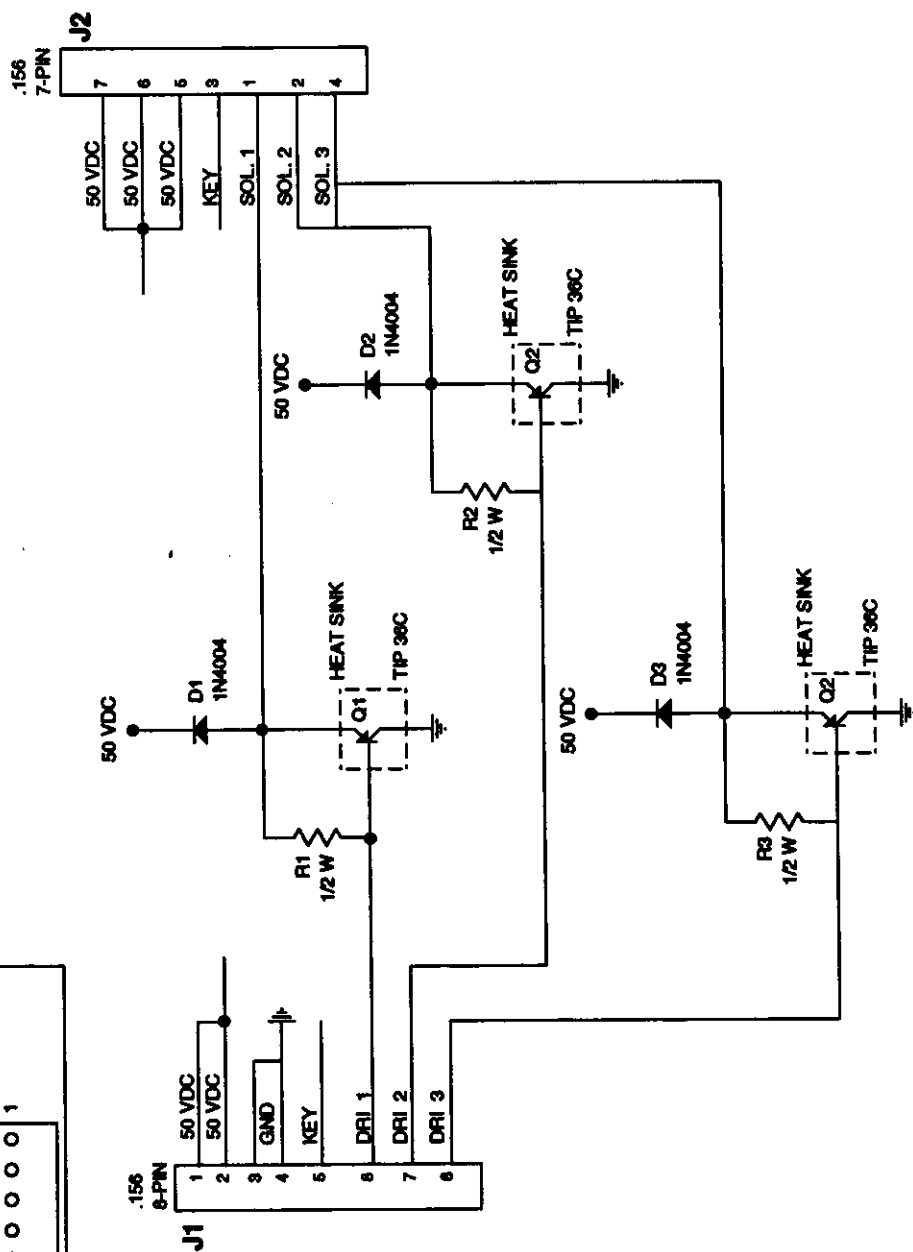 .156
8-PIN
J1
1 50 VDC
2 50 VDC
3
4 GND
5 KEY
6 DRI 1
7 DRI 2
8 DRI 3
1
50 VDC
D1
1N4004
R1
1/2 W
HEAT SINK
Q1
TIP 36C
50 VDC
D2
1N4004
R2
1/2 W
HEAT SINK
Q2
TIP 36C
50 VDC
D3
1N4004
R3
1/2 W
HEAT SINK
Q2
TIP 36C
.156
7-PIN
J2
50 VDC 7
50 VDC 6
50 VDC 5
KEY 3
SOL. 1 1
SOL. 2 2
SOL. 3 4